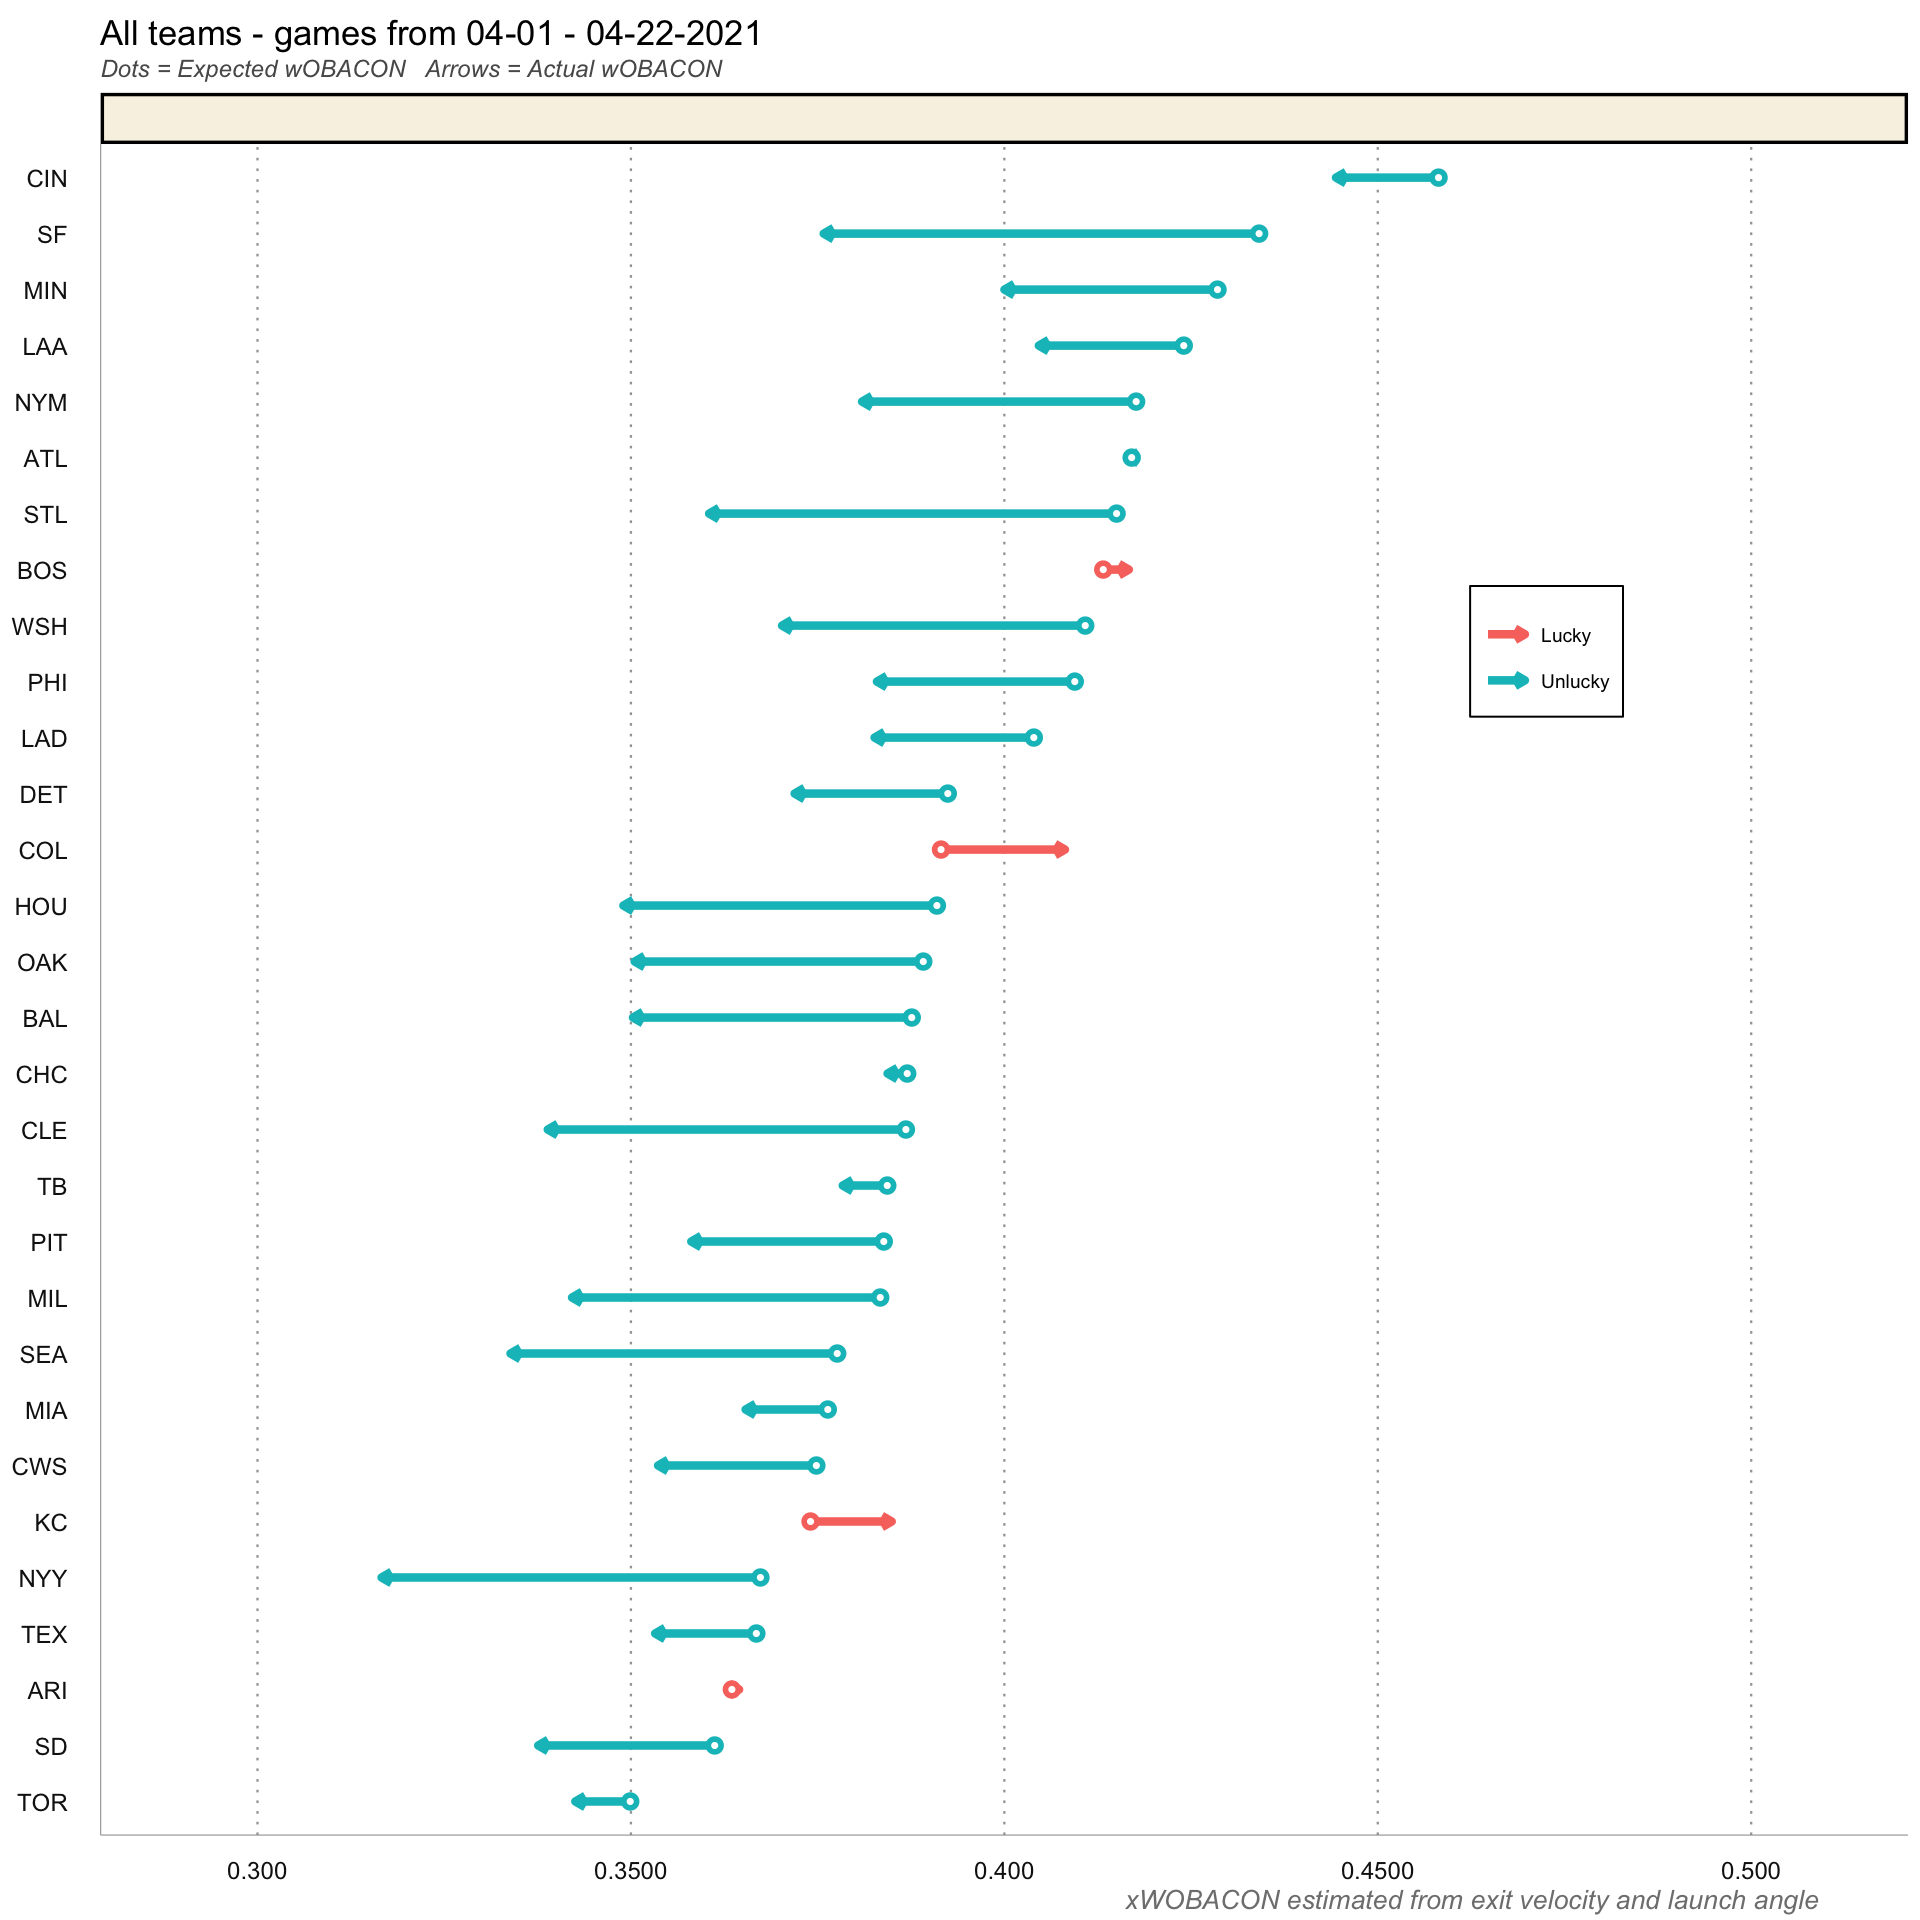 All teams - games from 04-01 - 04-22-2021
Dots = Expected wOBACON   Arrows = Actual wOBACON
CIN
SF
MIN
LAA
NYM
ATL
STL
BOS
WSH
PHI
LAD
DET
COL
HOU
OAK
BAL
CHC
CLE
TB
PIT
MIL
SEA
MIA
CWS
KC
NYY
TEX
ARI
SD
TOR
Lucky
Unlucky
0.300 0.3500 0.400 0.4500 0.500
xWOBACON estimated from exit velocity and launch angle